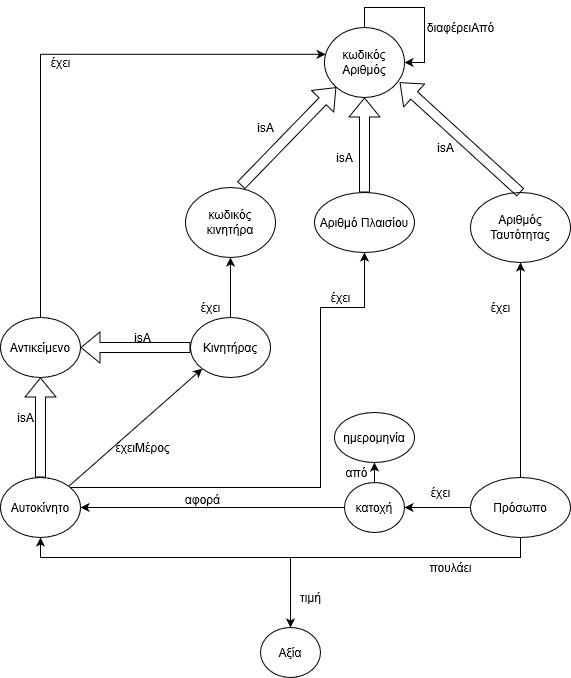 διαφέρειΑπό
κωδικός
Αριθμός
έχει
isA
isA
isA
κωδικός
κινητήρα
Αριθμό Πλαισίου
Αριθμός
Ταυτότητας
έχει
έχει
έχει
Αντικείμενο
isA
Κινητήρας
isA
έχειΜέρος
ημερομηνία
από
έχει
Αυτοκίνητο
αφορά
κατοχή
Πρόσωπο
πουλάει
τιμή
Αξία